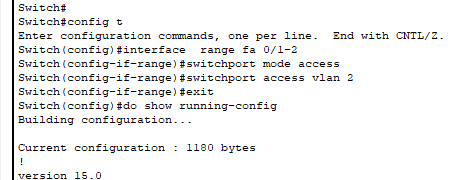 Switch#
Switch#config t
Enter configuration commands, one per line.  End with CNTL/Z.
Switch(config)#interface  range fa 0/1-2
Switch(config-if-range)#switchport mode access
Switch(config-if-range)#switchport access vlan 2
Switch(config-if-range)#exit
Switch(config)#do show running-config
Building configuration...

Current configuration : 1180 bytes
!
version 15.0